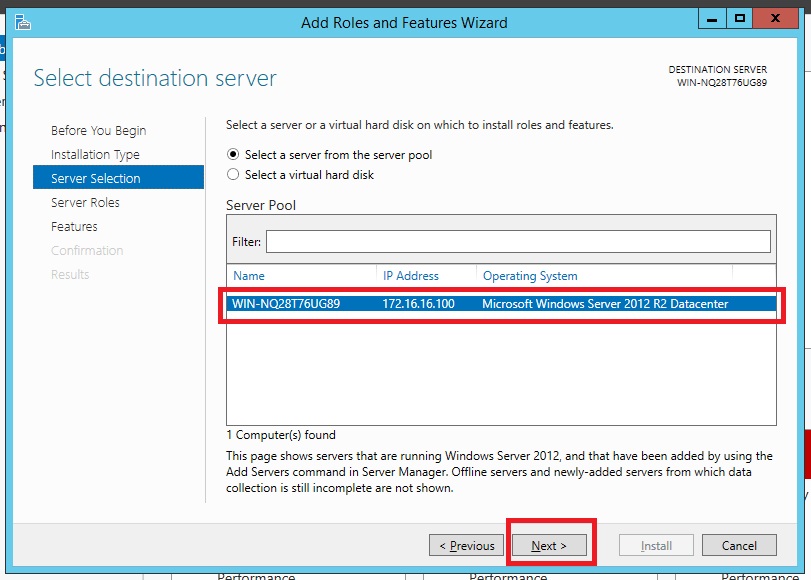 Add Roles and Features Wizard
Select destination server
DESTINATION SERVER
WIN-NQ28T76UG89
Before You Begin
Installation Type
Server Selection
Server Roles
Features
Confirmation
Results
Select a server or a virtual hard disk on which to install roles and features.
Select a server from the server pool
Select a virtual hard disk
Server Pool
Filter:
Name IP Address Operating System
WIN-NQ28T76UG89 172.16.16.100 Microsoft Windows Server 2012 R2 Datacenter
1 Computer(s) found
This page shows servers that are running Windows Server 2012, and that have been added by using the
Add Servers command in Server Manager. Offline servers and newly-added servers from which data
collection is still incomplete are not shown.
< Previous Next > Install Cancel
Performance Performance Performance